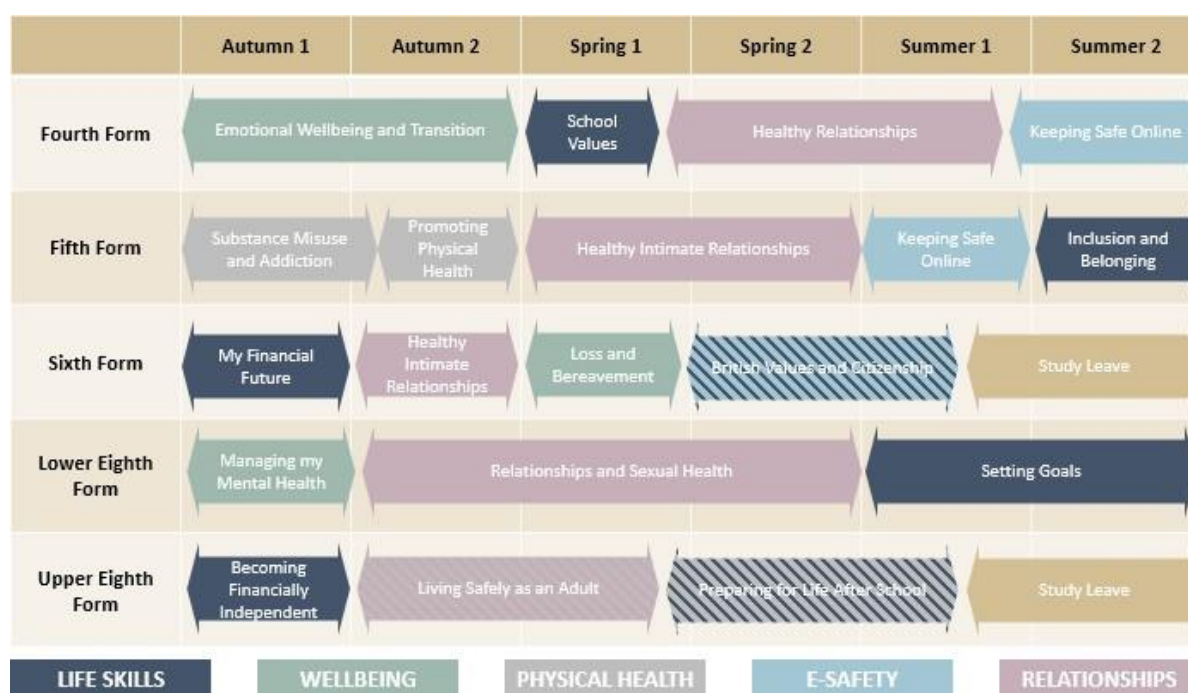 Autumn 1
Autumn 2
Spring 1
Spring 2
Summer 1
Summer 2
Fourth Form
Emotional Wellbeing and Transition
School
Values
Healthy Relationships
Keeping Safe Online
Fifth Form
Substance Misuse
and Addiction
Promoting
Physical
Health
Healthy Intimate Relationships
Keeping Safe
Online
Inclusion and
Belonging
Sixth Form
My Financial
Future
Healthy
Intimate
Relationships
Loss and
Bereavement
British Values and Citizenship
Study Leave
Lower Eighth
Form
Managing my
Mental Health
Relationships and Sexual Health
Setting Goals
Upper Eighth
Form
Becoming
Financially
Independent
Living Safely as an Adult
Preparing for Life After School
Study Leave
LIFE SKILLS
WELLBEING
PHYSICAL HEALTH
E-SAFETY
RELATIONSHIPS